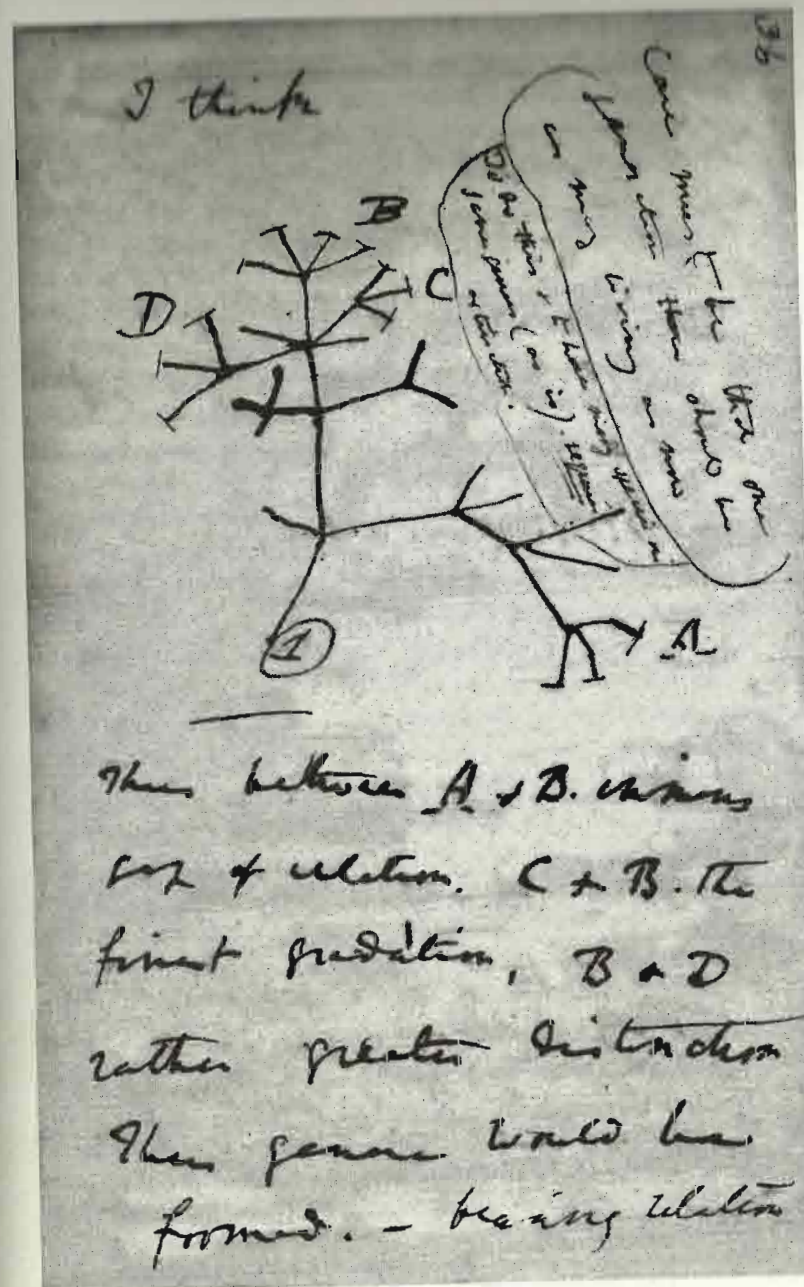 36
I think
Case must be that one
generation then should be
as many living as now
To do this & to have many species in
same genus (as is). requires
extinction.
B
C
D
A
1
Thus between A & B. immens
gap of relation. C & B. the
finest gradation, B & D
rather greater distinction
Thus genera would be
formed. — bearing relation